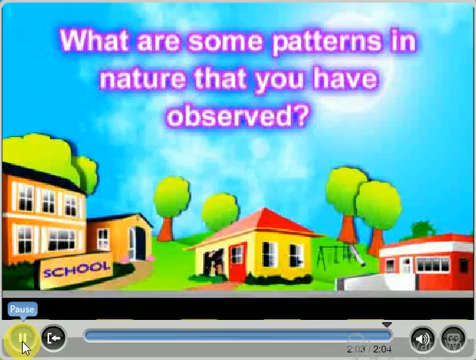 What are some patterns in
nature that you have
observed?
SCHOOL
Pause
2:03 / 2:04